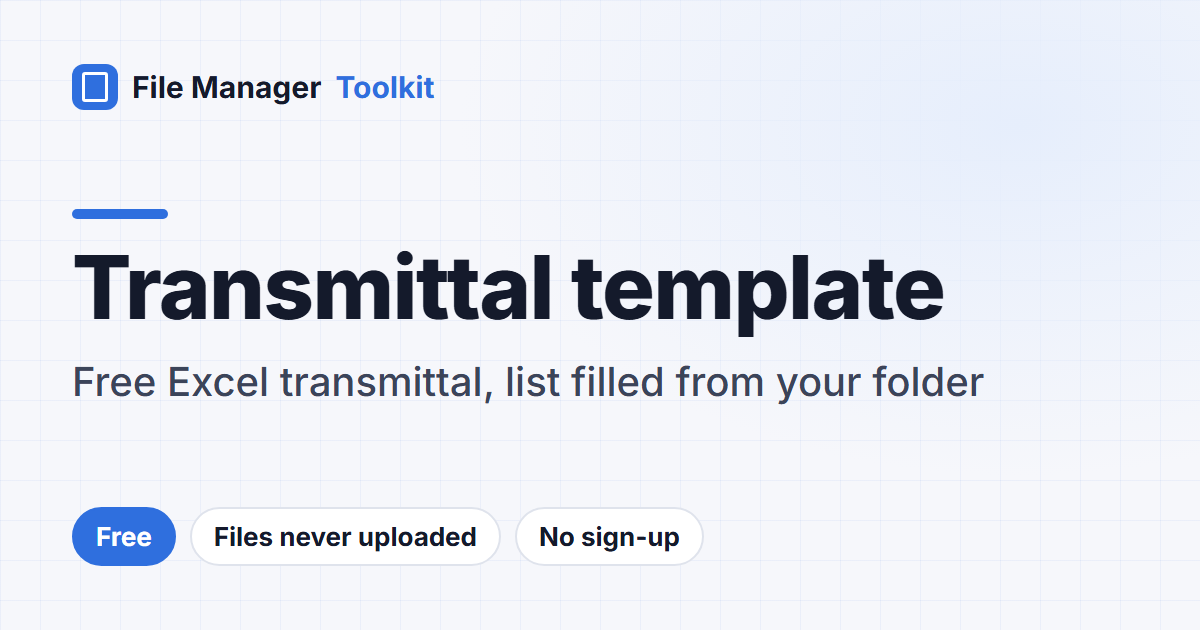 File Manager Toolkit
Transmittal template
Free Excel transmittal, list filled from your folder
Free
Files never uploaded
No sign-up